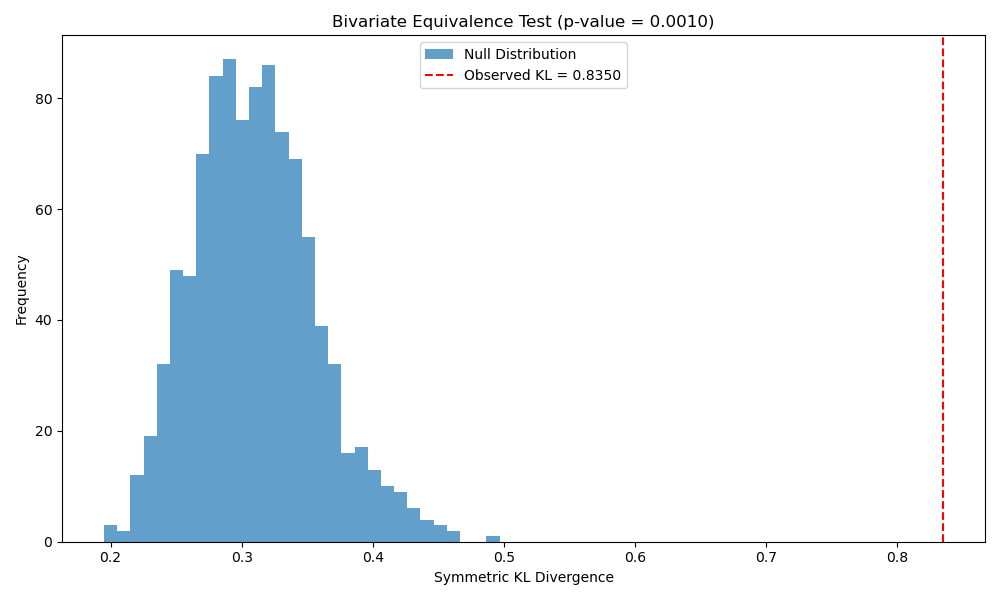 Bivariate Equivalence Test (p-value = 0.0010)
Null Distribution
Observed KL = 0.8350
Frequency
80
60
40
20
0
0.2 0.3 0.4 0.5 0.6 0.7 0.8
Symmetric KL Divergence